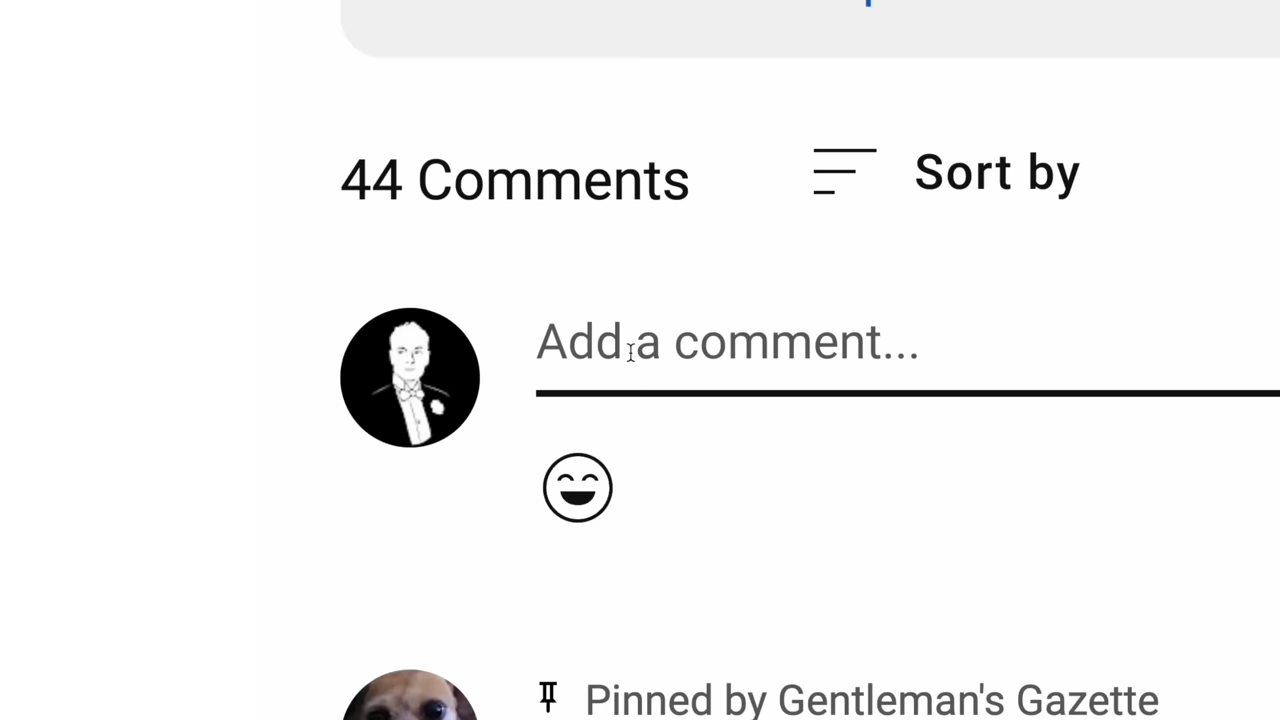 44 Comments
Sort by
Add a comment...
Pinned by Gentleman's Gazette